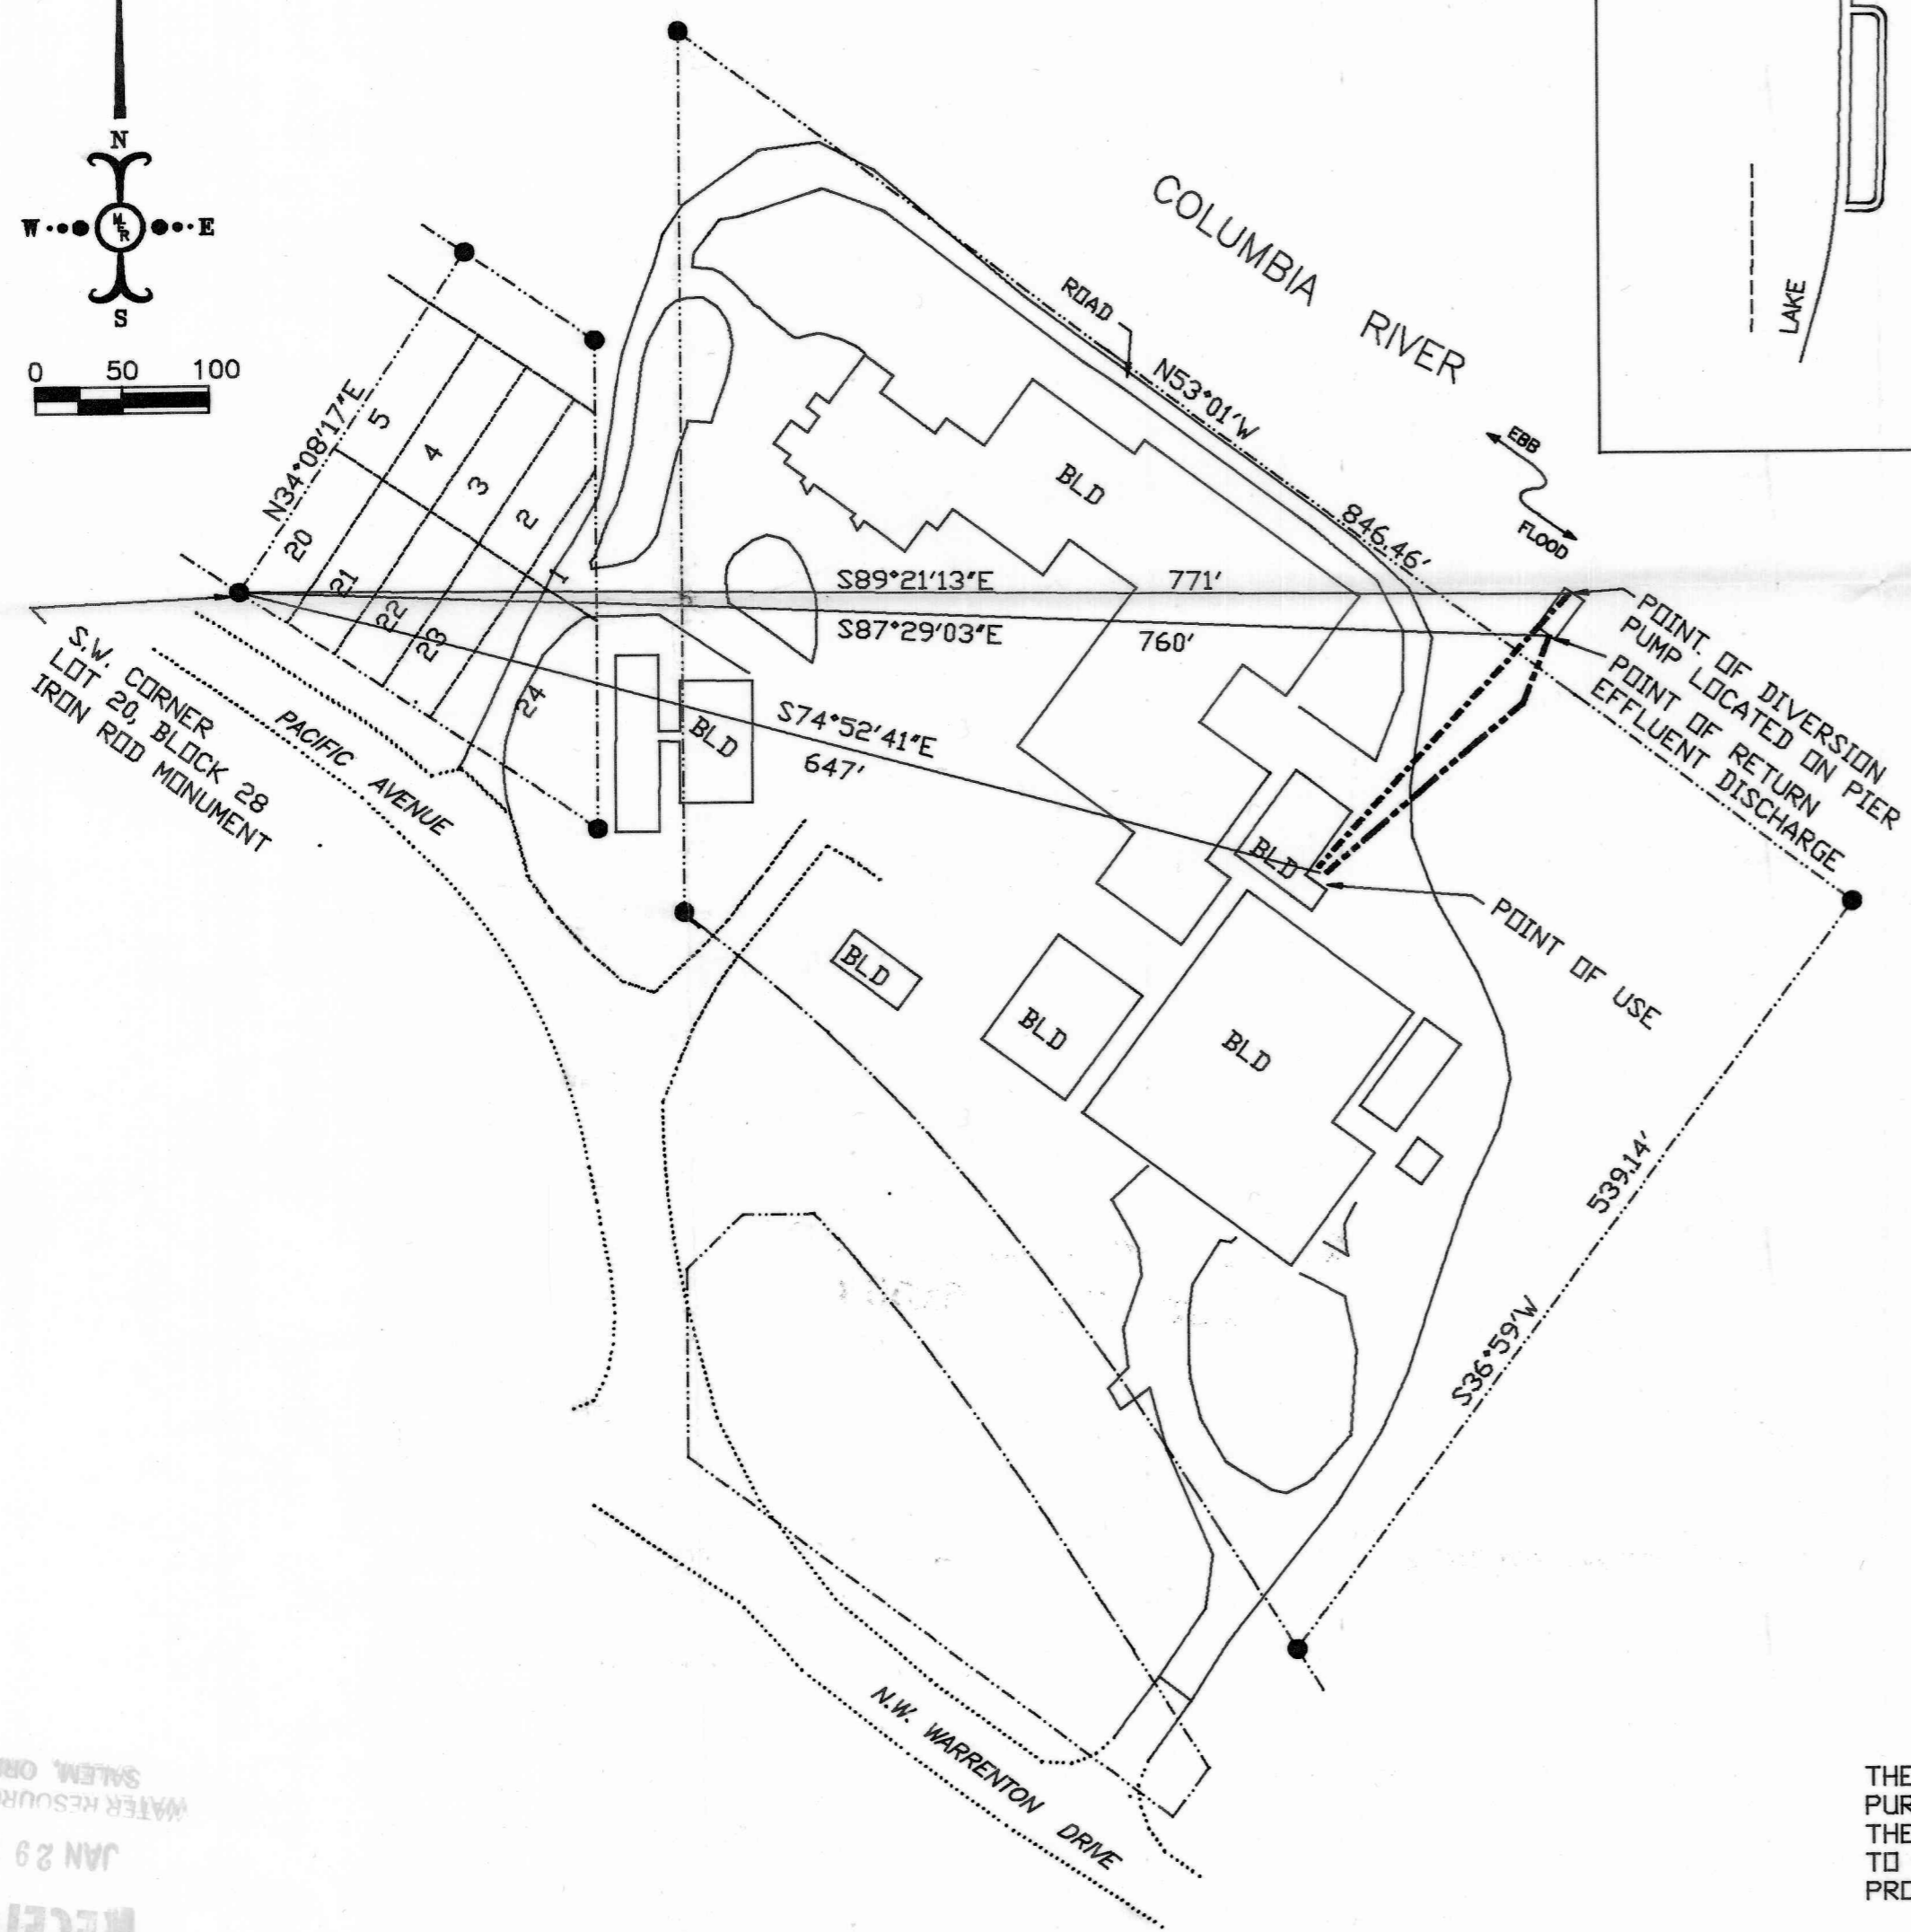 N
W
E
S
MLER
0 50 100
COLUMBIA RIVER
ROAD
N53°01'W
846.46'
EBB
FLOOD
LAKE
N34°08'17"E
5
4
3
2
1
20
21
22
23
24
S89°21'13"E 771'
S87°29'03"E 760'
S74°52'41"E
647'
BLD
BLD
BLD
BLD
BLD
BLD
POINT. OF DIVERSION
PUMP LOCATED ON PIER
POINT OF RETURN
EFFLUENT DISCHARGE
POINT OF USE
S.W. CORNER
LOT 20, BLOCK 28
IRON ROD MONUMENT
PACIFIC AVENUE
539.14'
S36°59'W
N.W. WARRENTON DRIVE
SALEM, ORE
WATER RESOUR
JAN 29
RECEI
THE
PUR
THE
TO
PRO